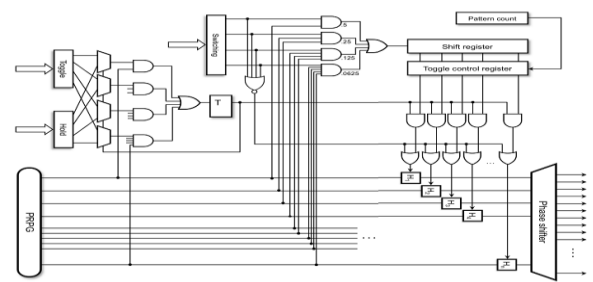 Pattern count
Switching
.5
.25
.125
.0625
Shift register
Toggle control register
Toggle
Hold
T
PRPG
H
H
H
H
H
Phase shifter
...
...
...